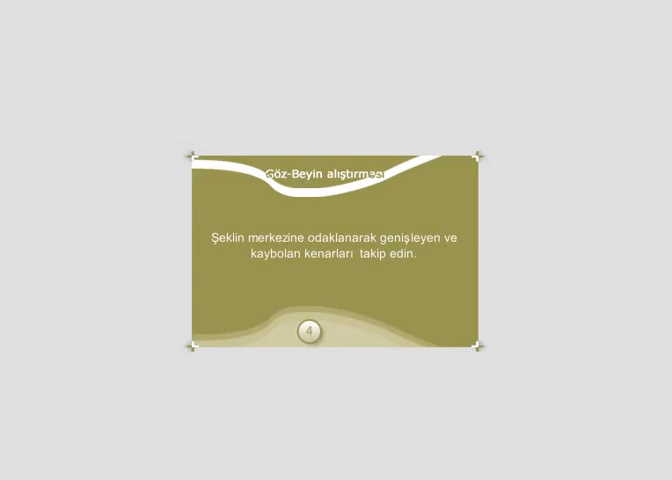 Göz-Beyin alıştırması
Şeklin merkezine odaklanarak genişleyen ve
kaybolan kenarları takip edin.
4